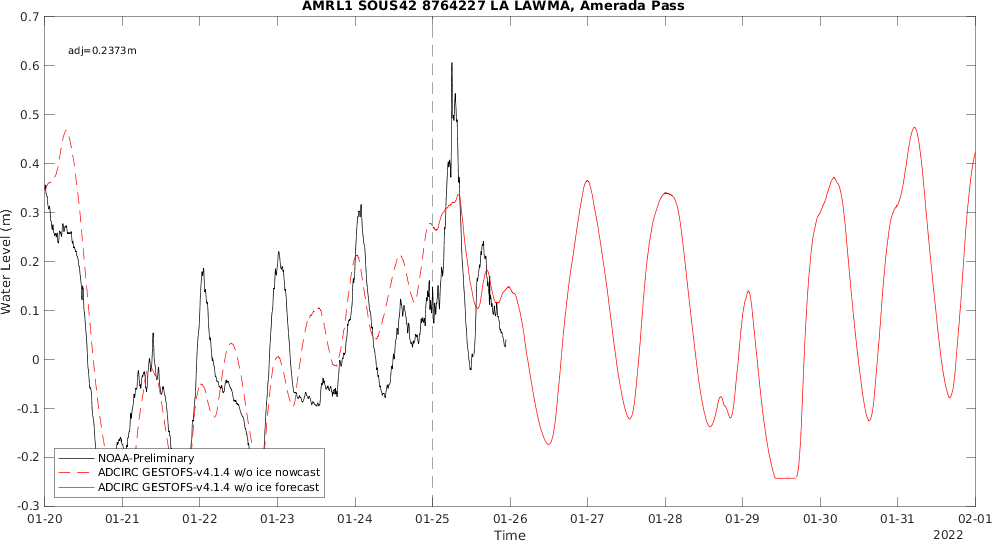 AMRL1 SOUS42 8764227 LA LAWMA, Amerada Pass
adj=0.2373m
Water Level (m)
0.7
0.6
0.5
0.4
0.3
0.2
0.1
0
-0.1
-0.2
-0.3
NOAA-Preliminary
ADCIRC GESTOFS-v4.1.4 w/o ice nowcast
ADCIRC GESTOFS-v4.1.4 w/o ice forecast
01-20 01-21 01-22 01-23 01-24 01-25 01-26 01-27 01-28 01-29 01-30 01-31 02-01
Time
2022